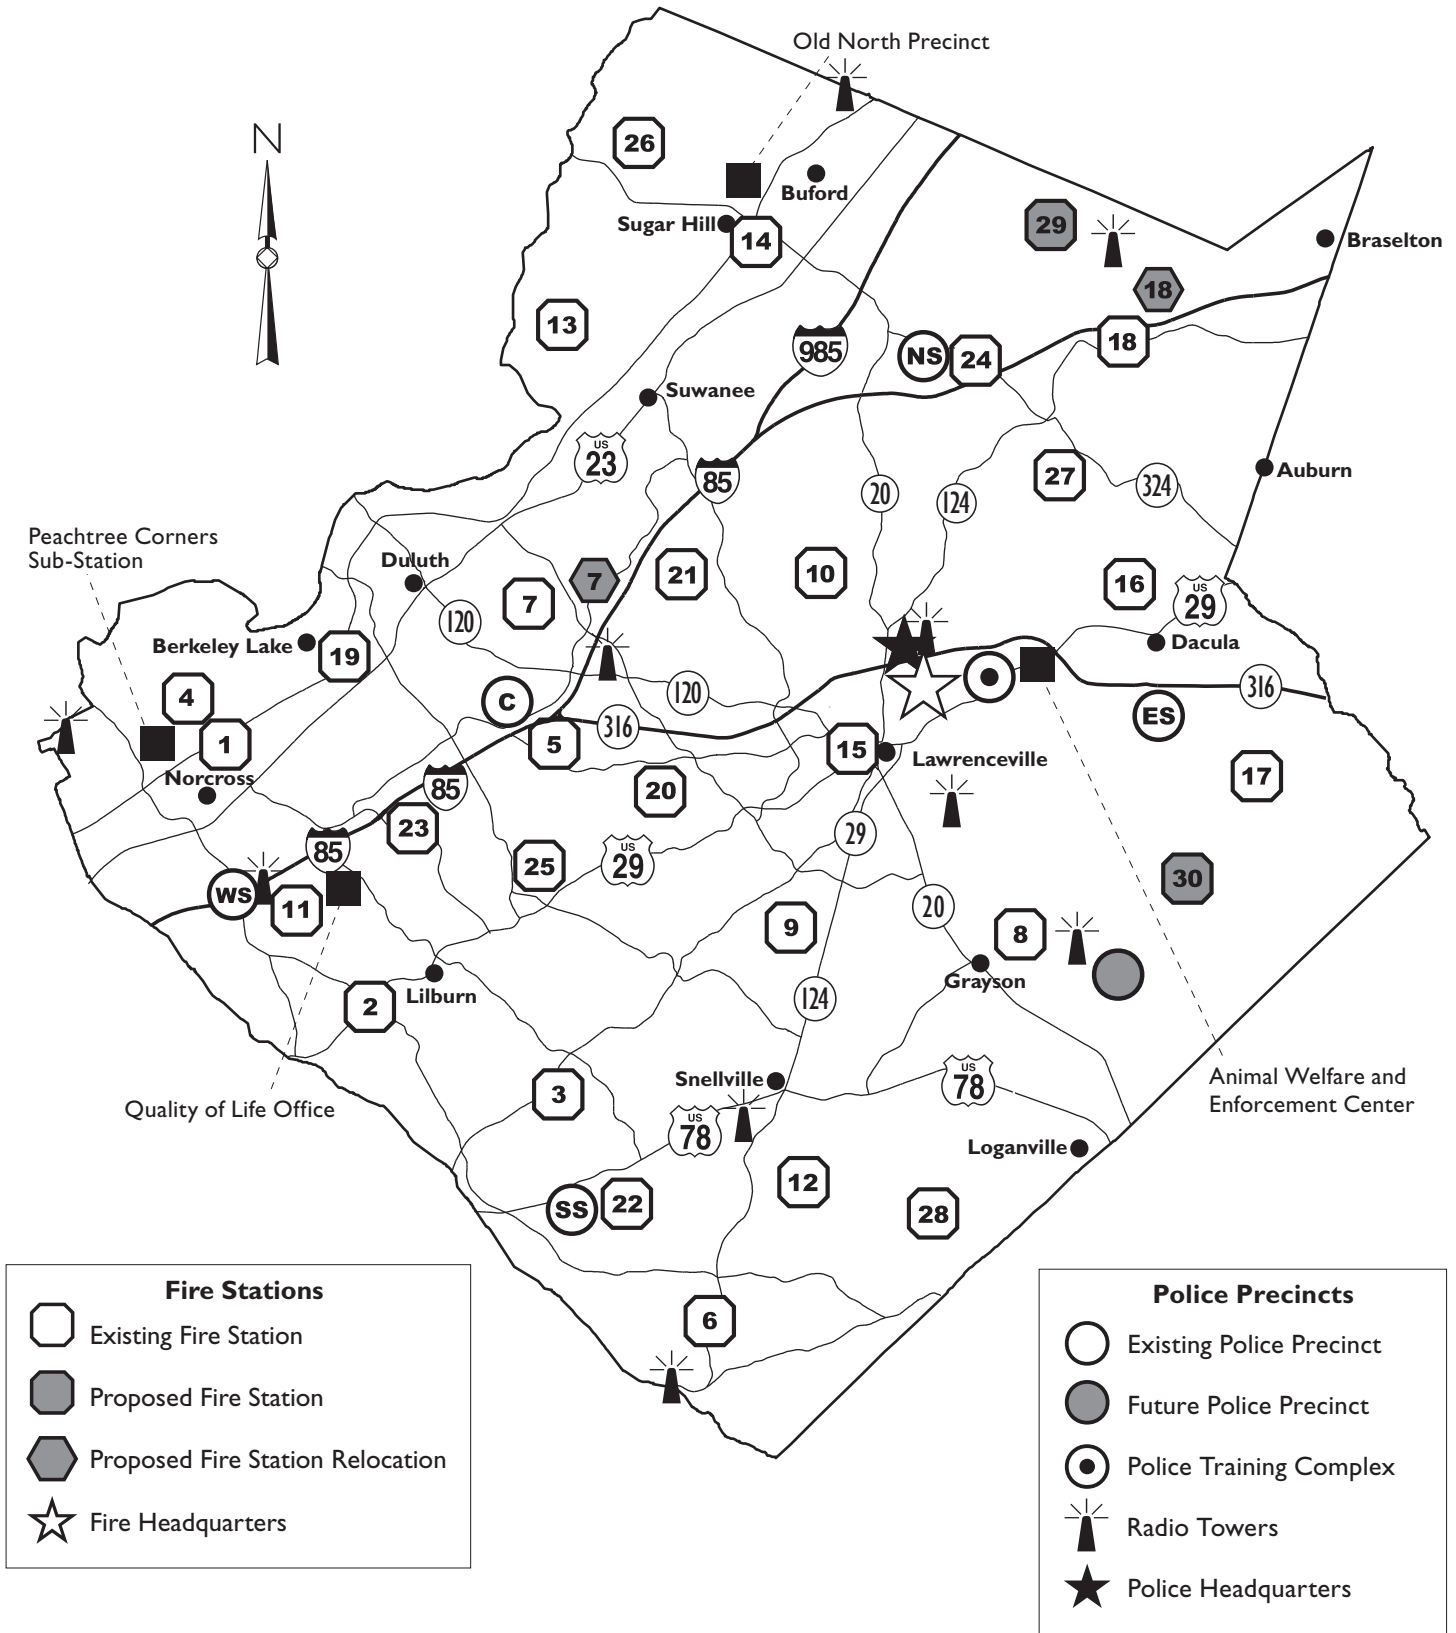 Old North Precinct
N
26
Buford
Sugar Hill
14
29
Braselton
18
13
985
NS
24
18
Suwanee
US
23
85
20
124
27
324
Auburn
Peachtree Corners
Sub-Station
Duluth
7
7
21
10
16
US
29
120
Berkeley Lake
19
Dacula
4
C
120
316
ES
1
5
316
15
Lawrenceville
Norcross
85
20
17
23
85
25
US
29
29
30
WS
11
9
20
8
Lilburn
2
Grayson
124
3
Snellville
US
78
US
78
Animal Welfare and
Enforcement Center
Quality of Life Office
Loganville
12
SS
22
28
6
Fire Stations
Existing Fire Station
Proposed Fire Station
Proposed Fire Station Relocation
Fire Headquarters
Police Precincts
Existing Police Precinct
Future Police Precinct
Police Training Complex
Radio Towers
Police Headquarters